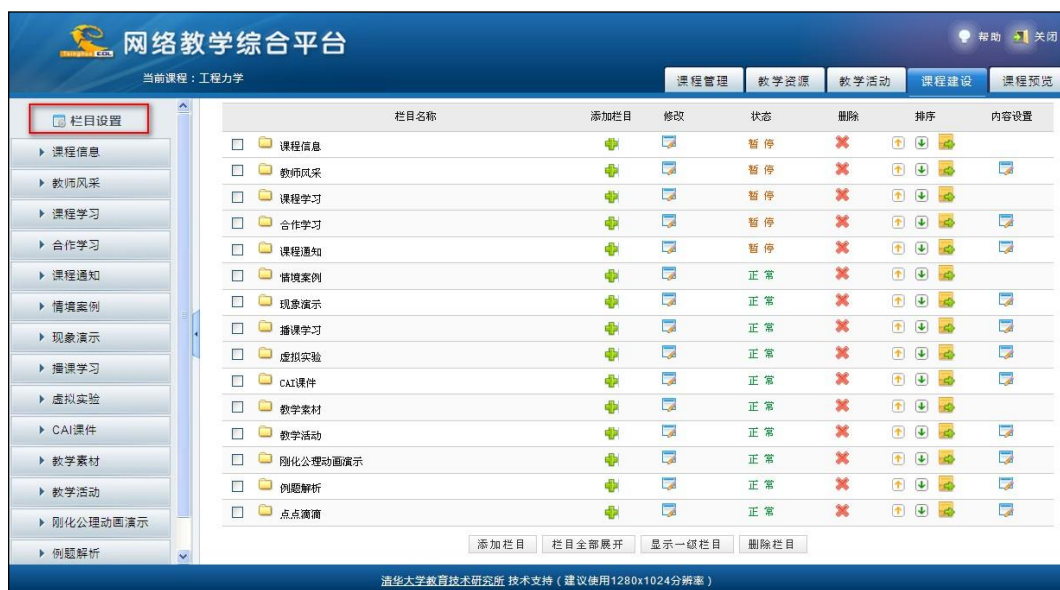 网络教学综合平台
帮助 关闭
当前课程：工程力学
课程管理 教学资源 教学活动 课程建设 课程预览
栏目设置
课程信息
教师风采
课程学习
合作学习
课程通知
情境案例
现象演示
播课学习
虚拟实验
CAI课件
教学素材
教学活动
刚化公理动画演示
例题解析
栏目名称 添加栏目 修改 状态 删除 排序 内容设置
课程信息 暂停
教师风采 暂停
课程学习 暂停
合作学习 暂停
课程通知 暂停
情境案例 正常
现象演示 正常
播课学习 正常
虚拟实验 正常
CAI课件 正常
教学素材 正常
教学活动 正常
刚化公理动画演示 正常
例题解析 正常
点点滴滴 正常
添加栏目 栏目全部展开 显示一级栏目 删除栏目
清华大学教育技术研究所 技术支持（建议使用1280x1024分辨率）